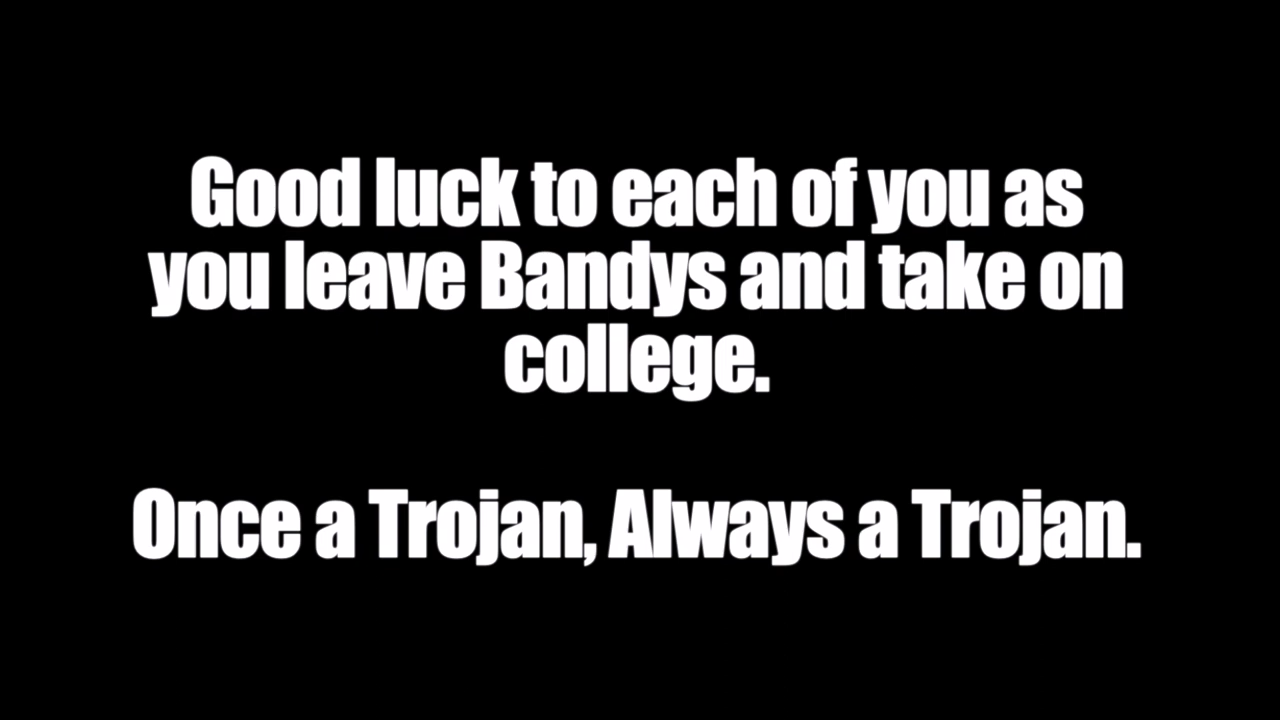 Good luck to each of you as
you leave Bandys and take on
college.
Once a Trojan, Always a Trojan.